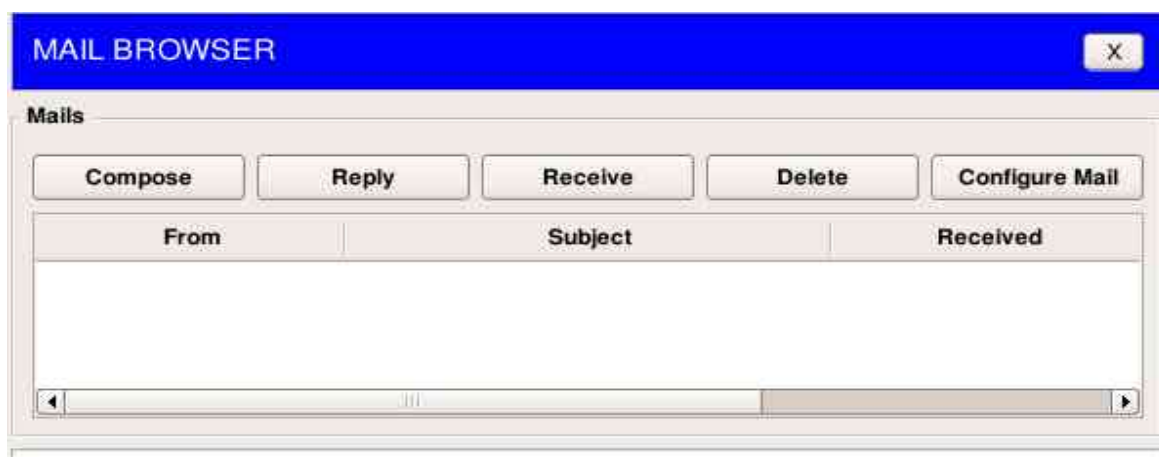 MAIL BROWSER X
Mails
Compose Reply Receive Delete Configure Mail
From Subject Received